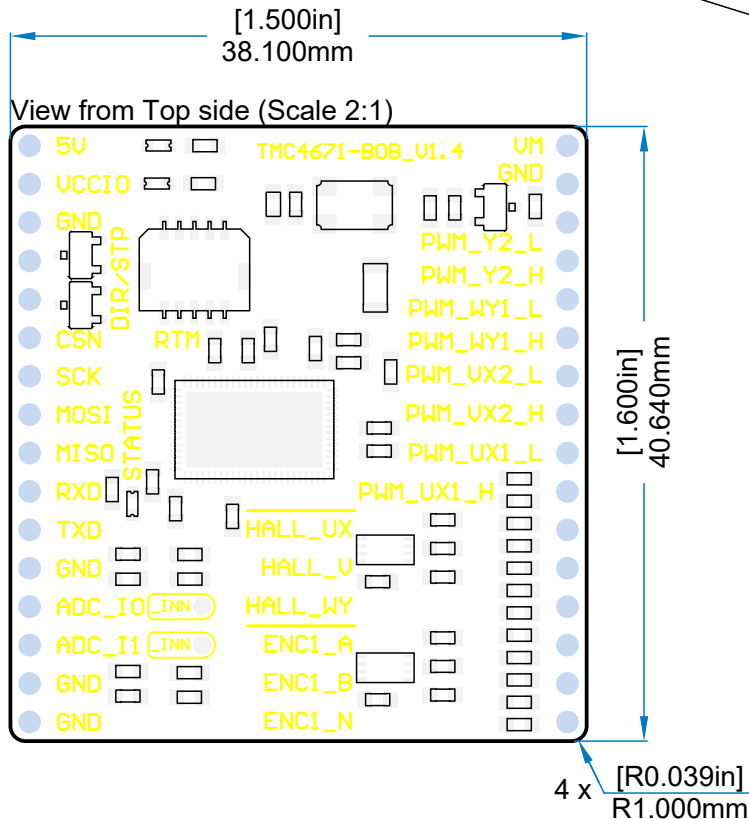 [1.500in]
38.100mm
View from Top side (Scale 2:1)
5V
TMC4671-BOB_V1.4
VM
VCCIO
GND
GND
DIR/STP
PWM_Y2_L
PWM_Y2_H
PWM_WY1_L
CSN
RTM
PWM_WY1_H
SCK
PWM_VX2_L
MOSI
STATUS
PWM_VX2_H
MISO
PWM_UX1_L
RXD
PWM_UX1_H
TXD
HALL_UX
GND
HALL_V
ADC_I0
_INN
HALL_WY
ADC_I1
_INN
ENC1_A
GND
ENC1_B
GND
ENC1_N
[1.600in]
40.640mm
4 x
[R0.039in]
R1.000mm